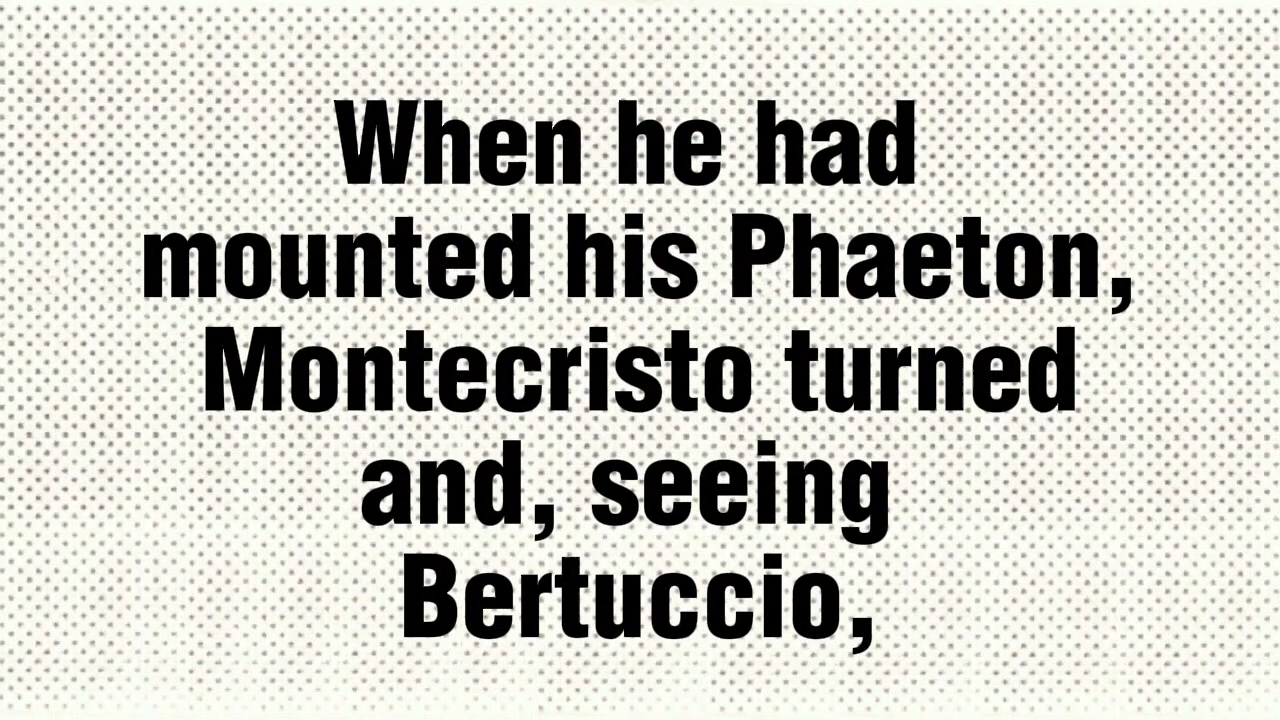 When he had
mounted his Phaeton,
Montecristo turned
and, seeing
Bertuccio,